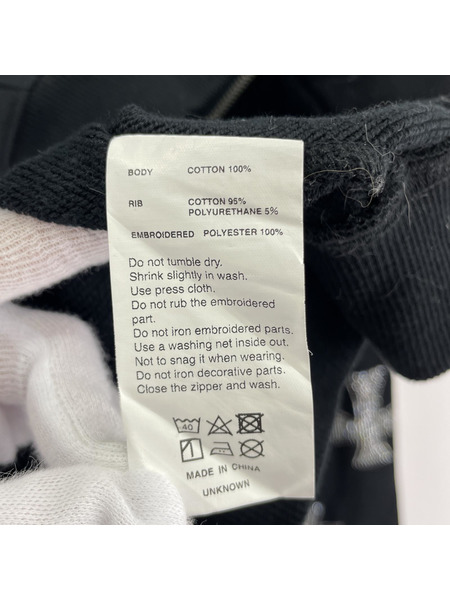 BODY COTTON 100%
RIB COTTON 95%
POLYURETHANE 5%
EMBROIDERED POLYESTER 100%
Do not tumble dry.
Shrink slightly in wash.
Use press cloth.
Do not rub the embroidered
part.
Do not iron embroidered parts.
Use a washing net inside out.
Not to snag it when wearing.
Do not iron decorative parts.
Close the zipper and wash.
40
MADE IN CHINA
UNKNOWN